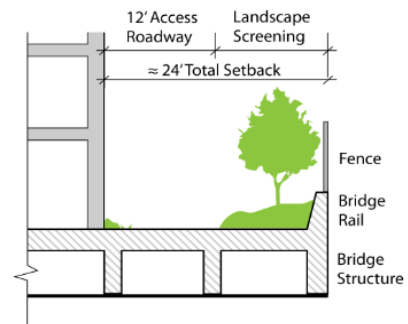 12' Access
Roadway
Landscape
Screening
≈ 24' Total Setback
Fence
Bridge
Rail
Bridge
Structure